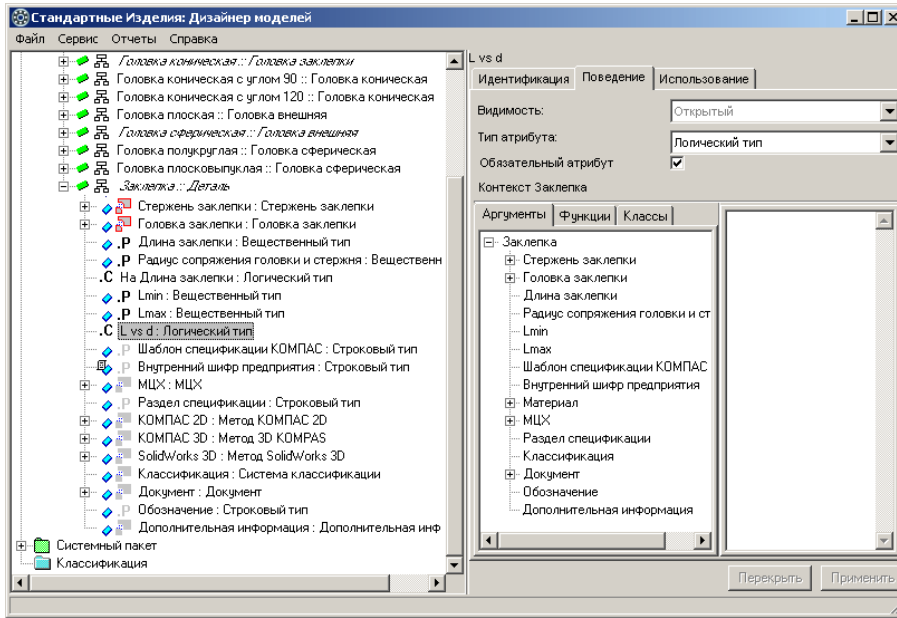 Стандартные Изделия: Дизайнер моделей
Файл Сервис Отчеты Справка
Головка коническая :: Головка заклепки
Головка коническая с углом 90 :: Головка коническая
Головка коническая с углом 120 :: Головка коническая
Головка плоская :: Головка внешняя
Головка сферическая :: Головка внешняя
Головка полукруглая :: Головка сферическая
Головка плосковыпуклая :: Головка сферическая
Заклепка :: Деталь
Стержень заклепки : Стержень заклепки
Головка заклепки : Головка заклепки
.P Длина заклепки : Вещественный тип
.P Радиус сопряжения головки и стержня : Вещественн
.C На Длина заклепки : Логический тип
.P Lmin : Вещественный тип
.P Lmax : Вещественный тип
.C L vs d : Логический тип
.P Шаблон спецификации КОМПАС : Строковый тип
.P Внутренний шифр предприятия : Строковый тип
МЦХ : МЦХ
.P Раздел спецификации : Строковый тип
КОМПАС 2D : Метод КОМПАС 2D
КОМПАС 3D : Метод 3D KOMPAS
SolidWorks 3D : Метод SolidWorks 3D
Классификация : Система классификации
Документ : Документ
.P Обозначение : Строковый тип
Дополнительная информация : Дополнительная инф
Системный пакет
Классификация
L vs d
Идентификация Поведение Использование
Видимость: Открытый
Тип атрибута: Логический тип
Обязательный атрибут
Контекст Заклепка
Аргументы Функции Классы
Заклепка
Стержень заклепки
Головка заклепки
Длина заклепки
Радиус сопряжения головки и ст
Lmin
Lmax
Шаблон спецификации КОМПАС
Внутренний шифр предприятия
Материал
МЦХ
Раздел спецификации
Классификация
Документ
Обозначение
Дополнительная информация
Перекрыть Применить